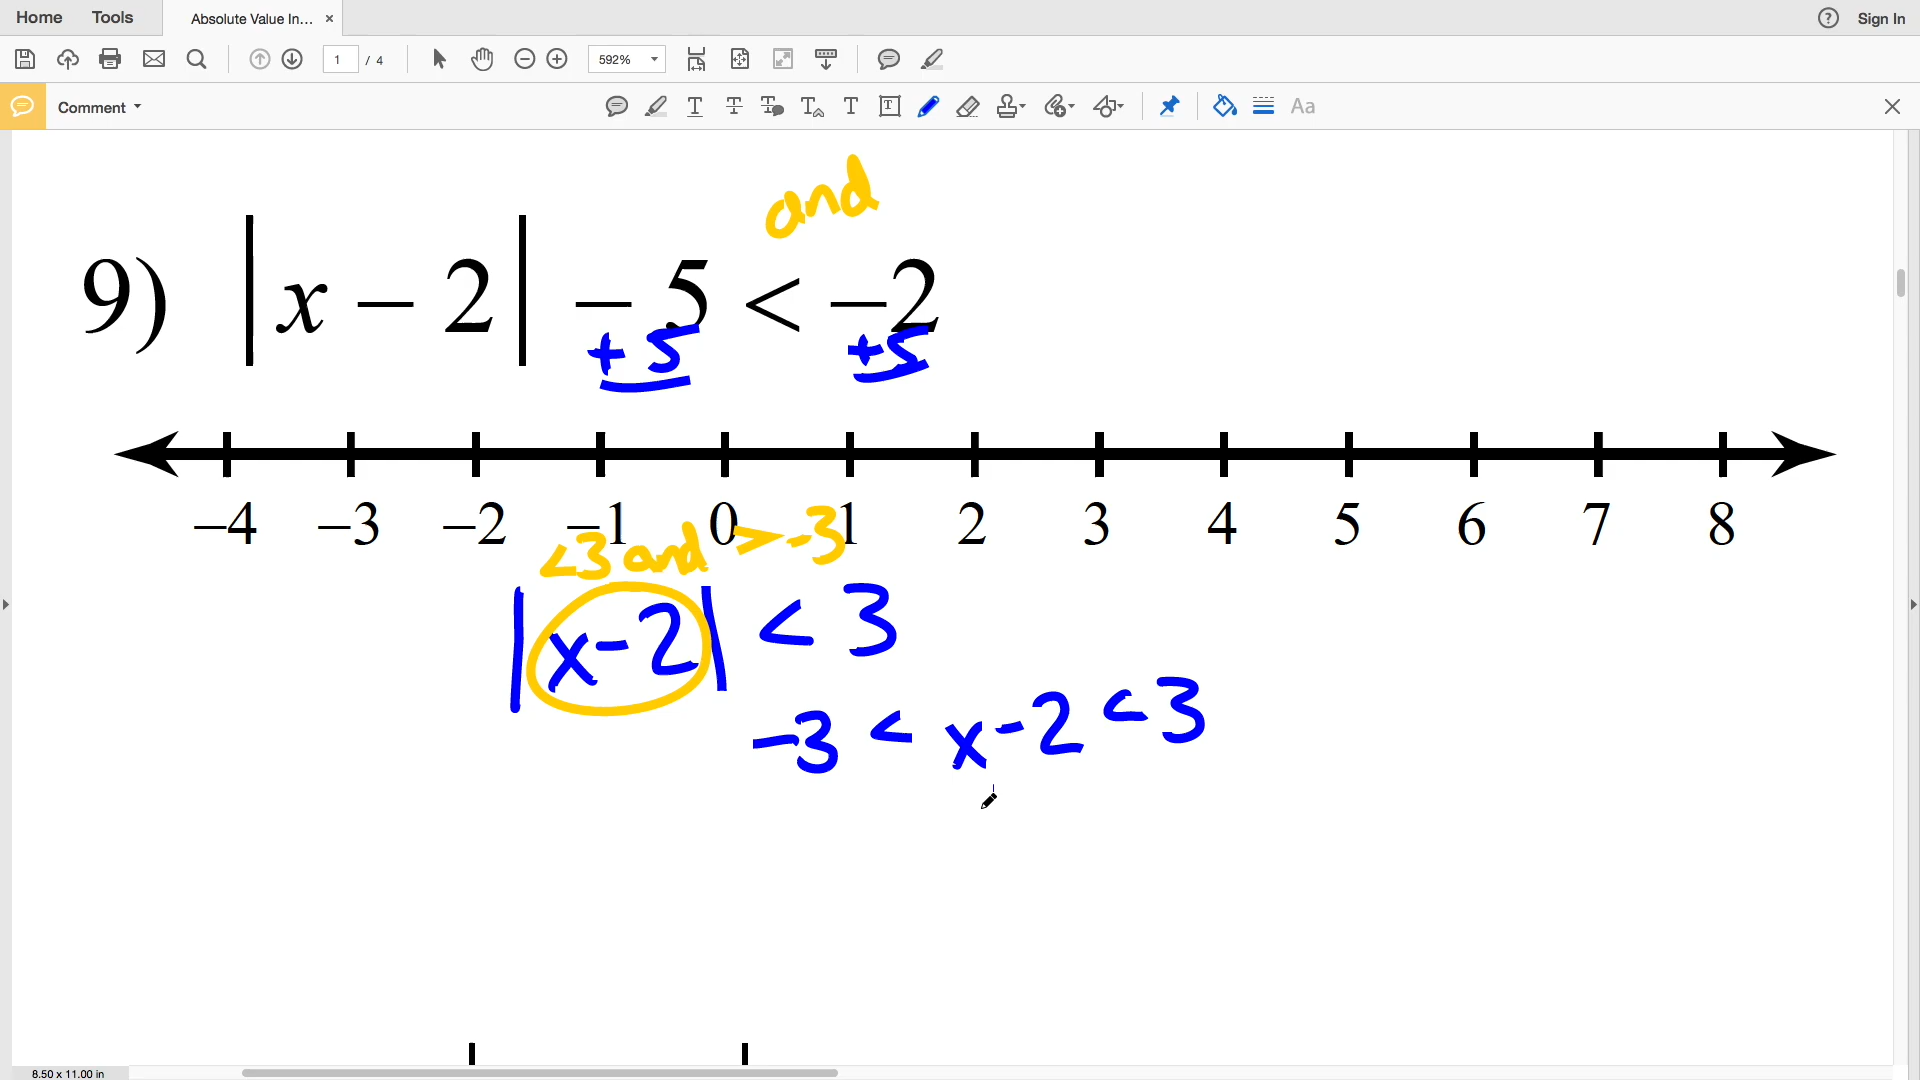 Home Tools Absolute Value In... × ? Sign In
1 / 4 592%
Comment T T T T T T Aa
and
9) |x − 2| − 5 < −2
+ 5 +5
−4 −3 −2 −1 0 1 2 3 4 5 6 7 8
<3 and > -3
|x-2| < 3
-3 < x-2 < 3
8.50 x 11.00 in